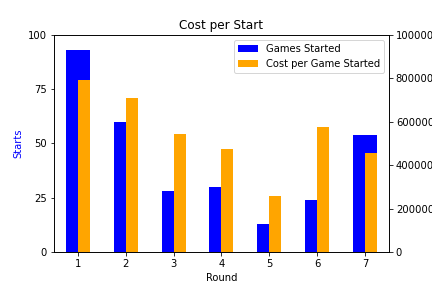 Cost per Start
Games Started
Cost per Game Started
100
75
50
25
0
Starts
100000
800000
600000
400000
200000
0
1 2 3 4 5 6 7
Round